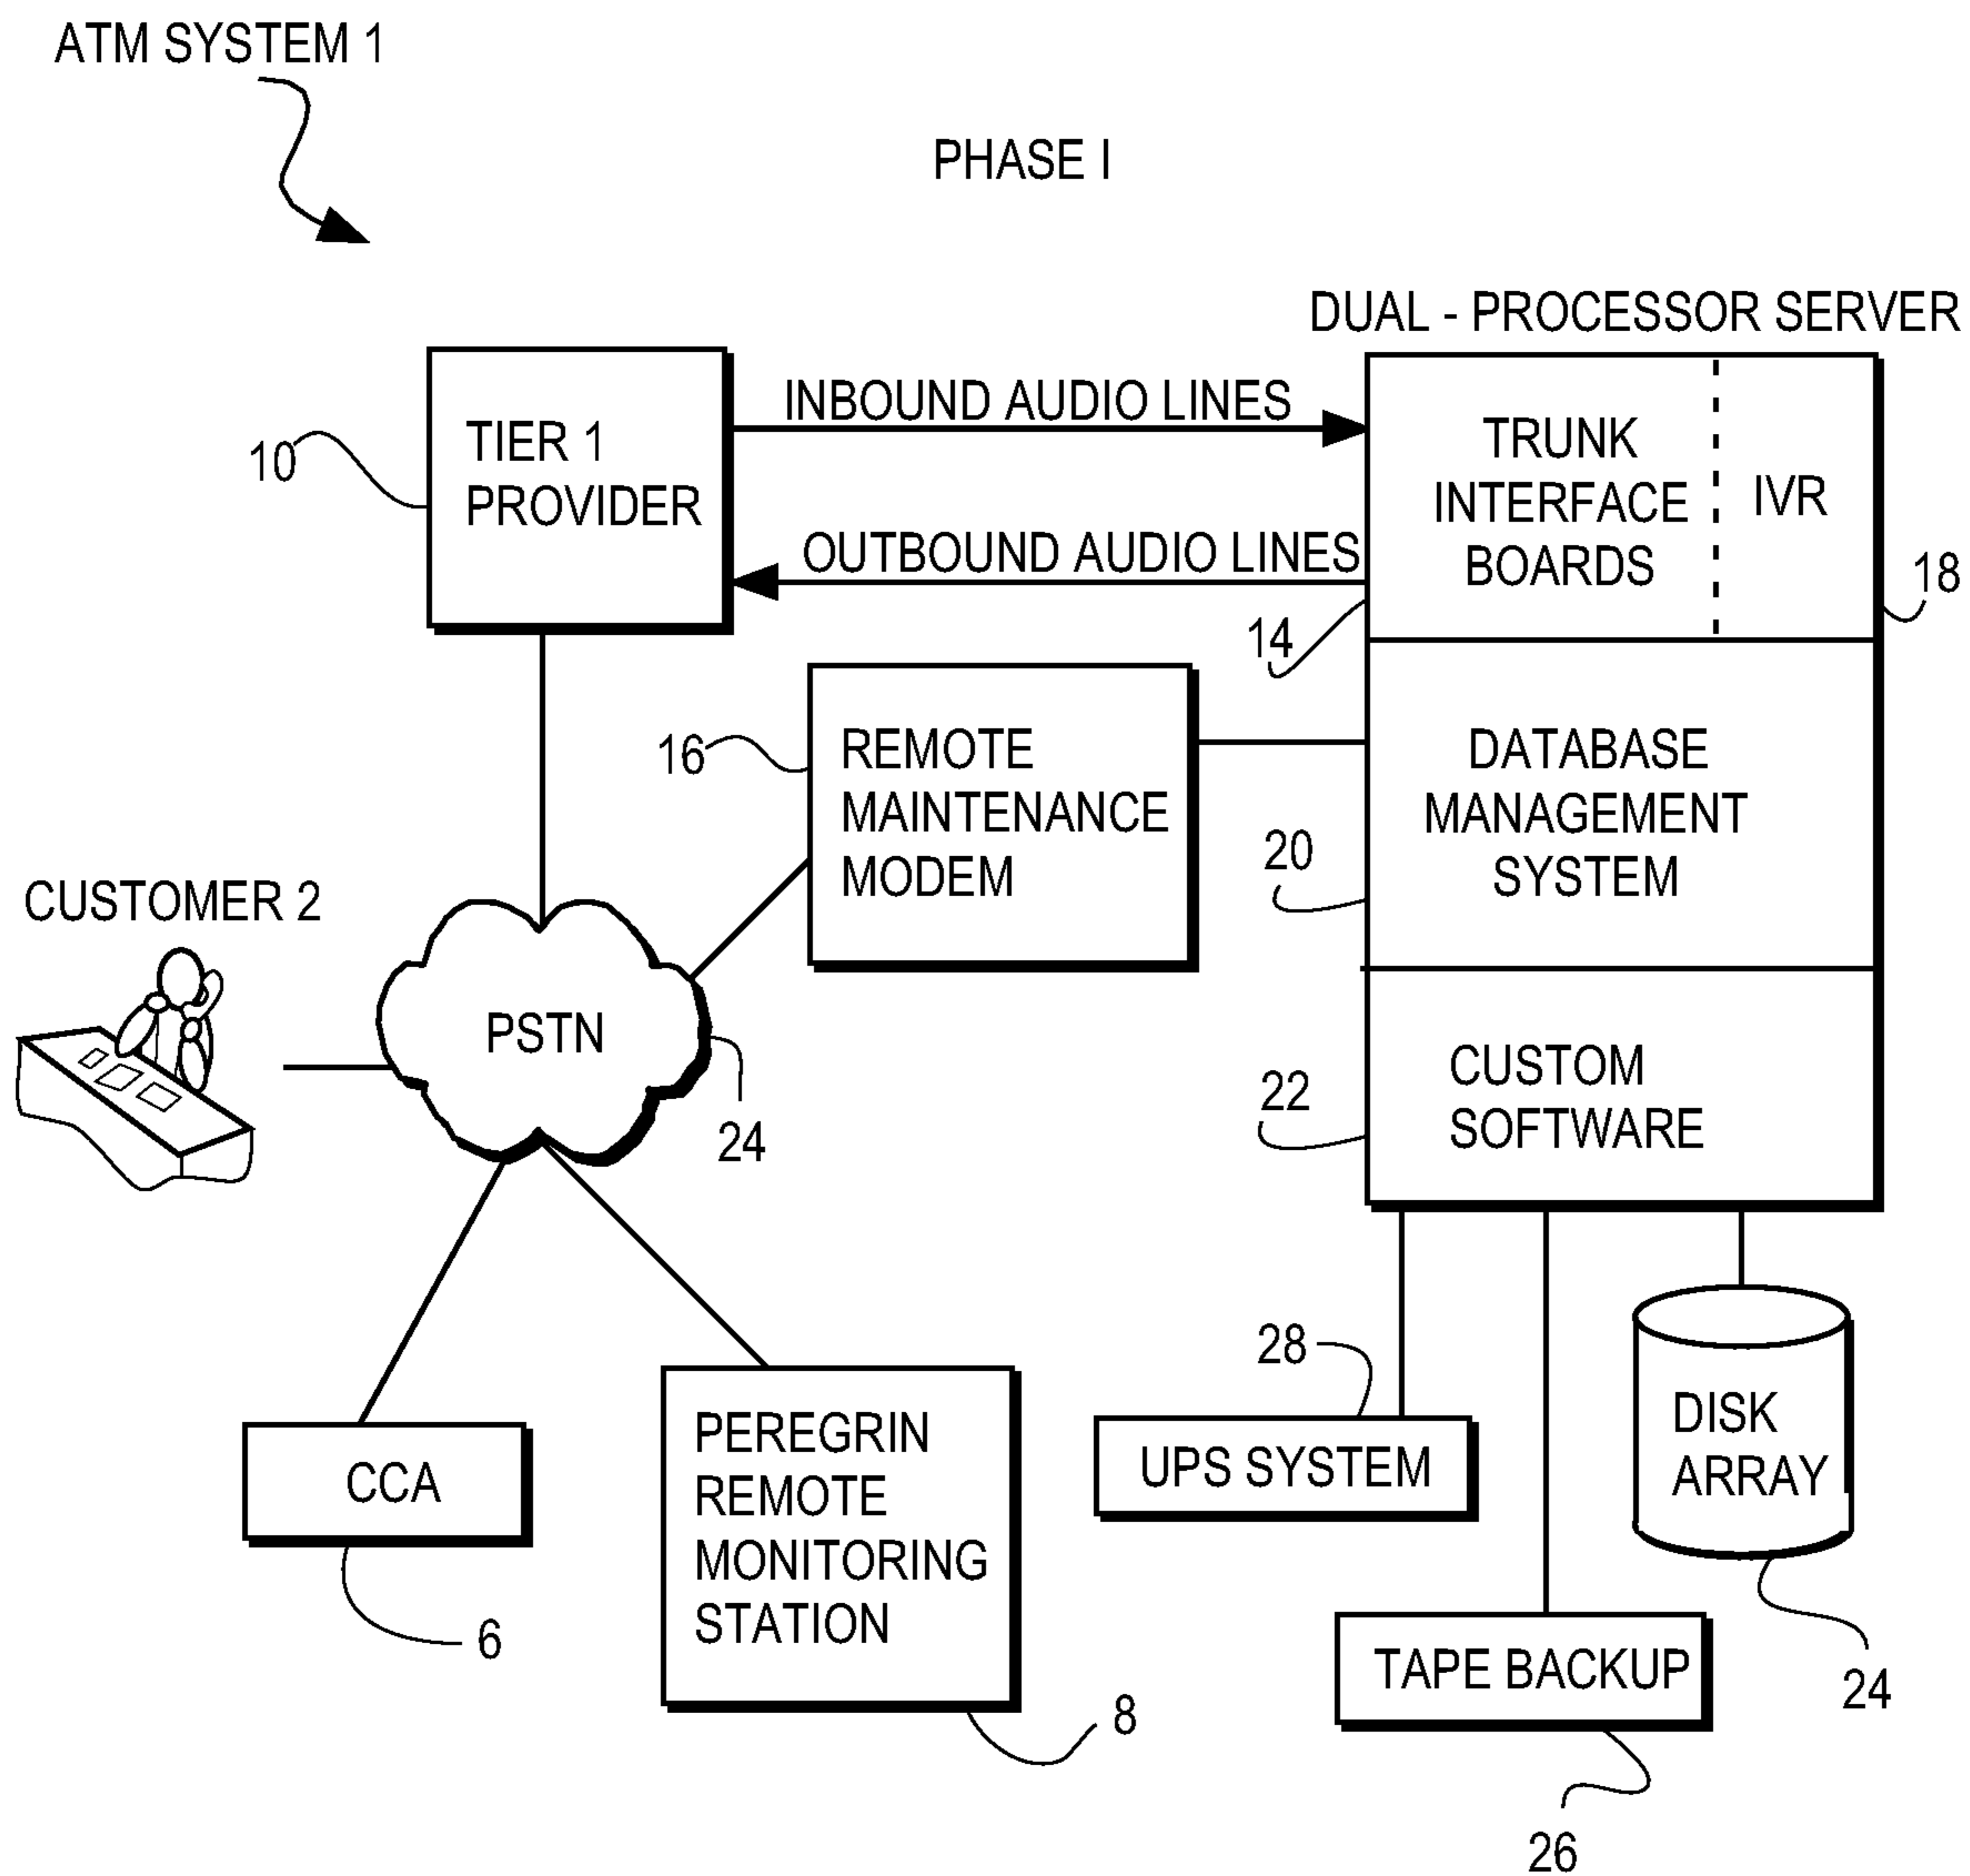 ATM SYSTEM 1
PHASE I
DUAL - PROCESSOR SERVER
TIER 1
PROVIDER
10
INBOUND AUDIO LINES
OUTBOUND AUDIO LINES
TRUNK
INTERFACE
BOARDS
IVR
18
14
REMOTE
MAINTENANCE
MODEM
16
DATABASE
MANAGEMENT
SYSTEM
20
CUSTOMER 2
PSTN
24
CUSTOM
SOFTWARE
22
CCA
6
PEREGRIN
REMOTE
MONITORING
STATION
8
28
UPS SYSTEM
DISK
ARRAY
24
TAPE BACKUP
26